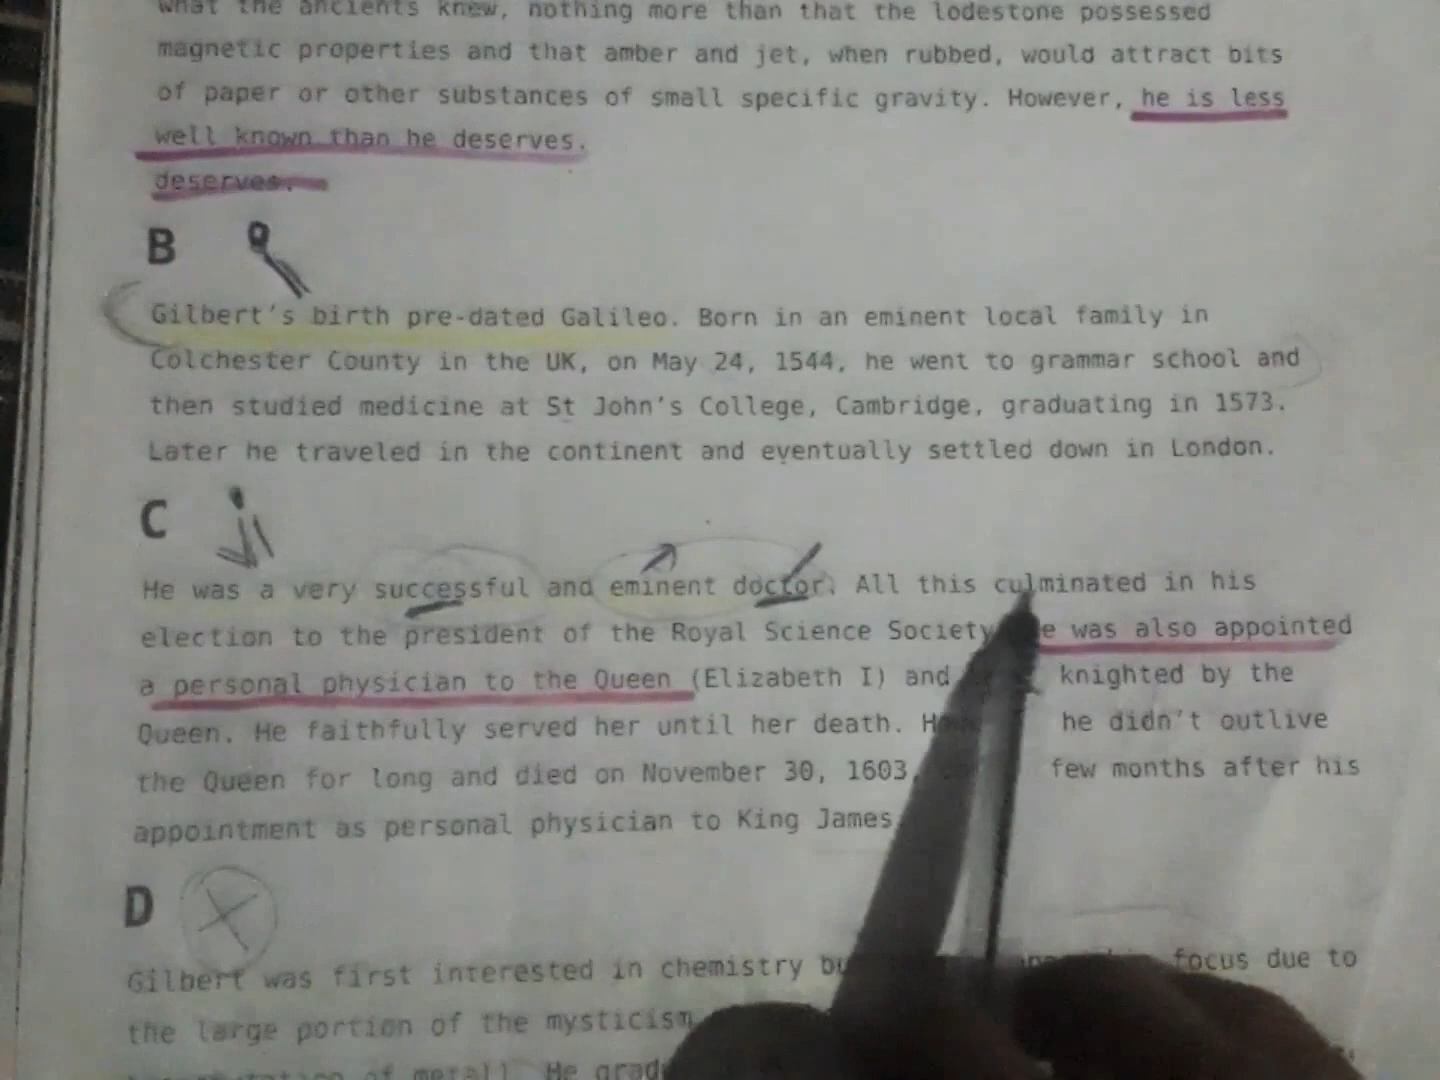 what the ancients knew, nothing more than that the lodestone possessed
magnetic properties and that amber and jet, when rubbed, would attract bits
of paper or other substances of small specific gravity. However, he is less
well known than he deserves.
deserves.
B
Gilbert's birth pre-dated Galileo. Born in an eminent local family in
Colchester County in the UK, on May 24, 1544, he went to grammar school and
then studied medicine at St John's College, Cambridge, graduating in 1573.
Later he traveled in the continent and eventually settled down in London.
C
He was a very successful and eminent doctor. All this culminated in his
election to the president of the Royal Science Society was also appointed
a personal physician to the Queen (Elizabeth I) and knighted by the
Queen. He faithfully served her until her death. he didn't outlive
the Queen for long and died on November 30, 1603, few months after his
appointment as personal physician to King James
D
Gilbert was first interested in chemistry focus due to
the large portion of the mysticism
of metal). He